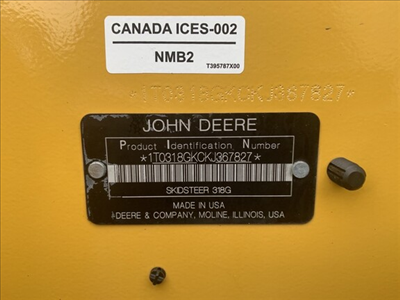 CANADA ICES-002
NMB2
T395787X00
*1T0318GKCKJ367827*
JOHN DEERE
Product Identification Number
*1T0318GKCKJ367827*
SKIDSTEER 318G
MADE IN USA
DEERE & COMPANY, MOLINE, ILLINOIS, USA